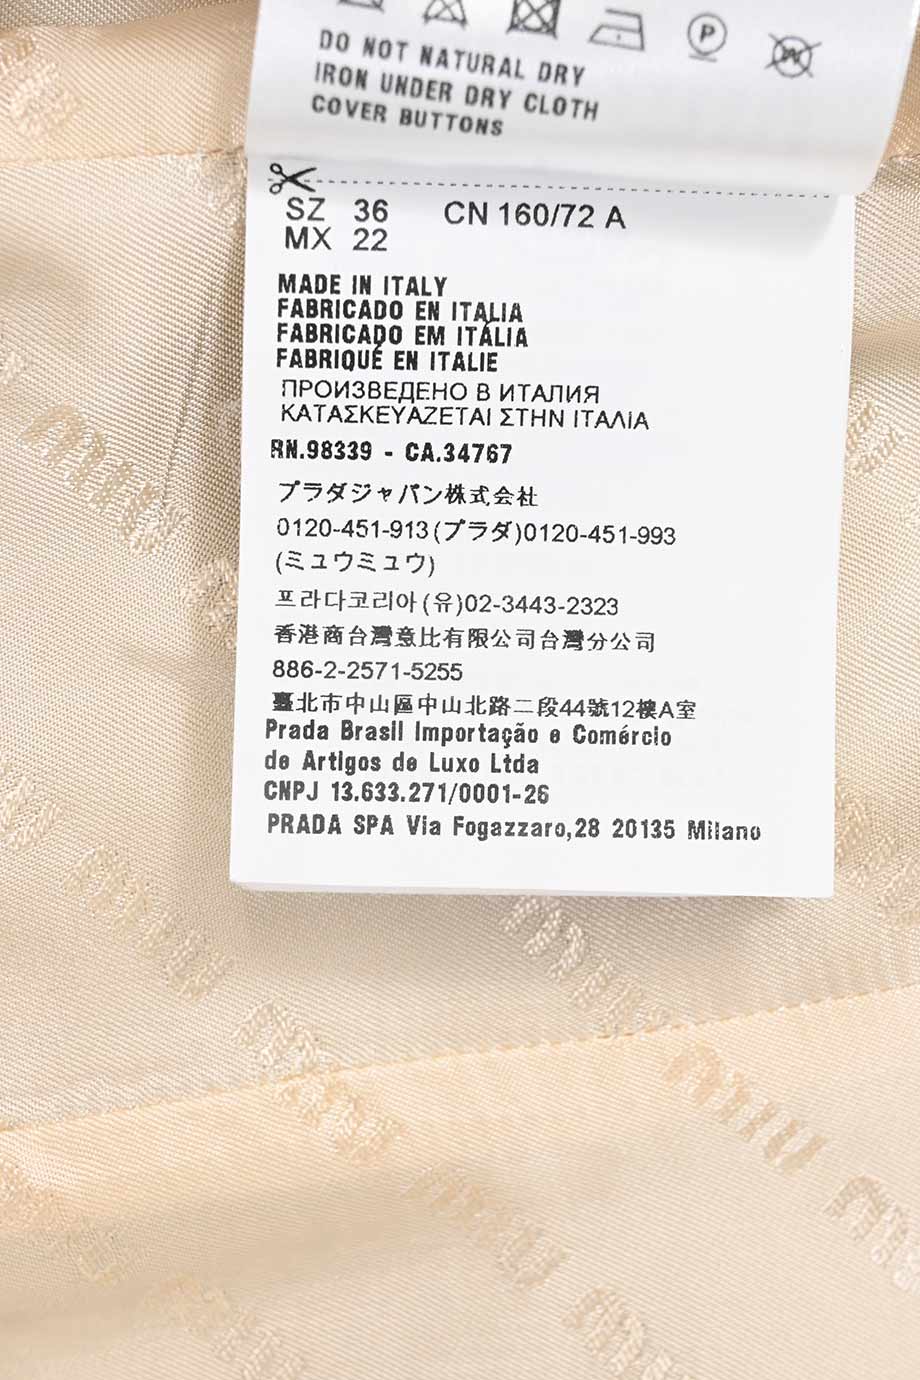 DO NOT NATURAL DRY
IRON UNDER DRY CLOTH
COVER BUTTONS
SZ 36 CN 160/72 A
MX 22
MADE IN ITALY
FABRICADO EN ITALIA
FABRICADO EM ITÁLIA
FABRIQUÉ EN ITALIE
ПРОИЗВЕДЕНО В ИТАЛИЯ
ΚΑΤΑΣΚΕΥΑΖΕΤΑΙ ΣΤΗΝ ΙΤΑΛΙΑ
RN.98339 - CA.34767
プラダジャパン株式会社
0120-451-913(プラダ)0120-451-993
(ミュウミュウ)
프라다코리아(유)02-3443-2323
香港商台灣意比有限公司台灣分公司
886-2-2571-5255
臺北市中山區中山北路二段44號12樓A室
Prada Brasil Importação e Comércio
de Artigos de Luxo Ltda
CNPJ 13.633.271/0001-26
PRADA SPA Via Fogazzaro,28 20135 Milano
miu miu
miu miu
miu miu